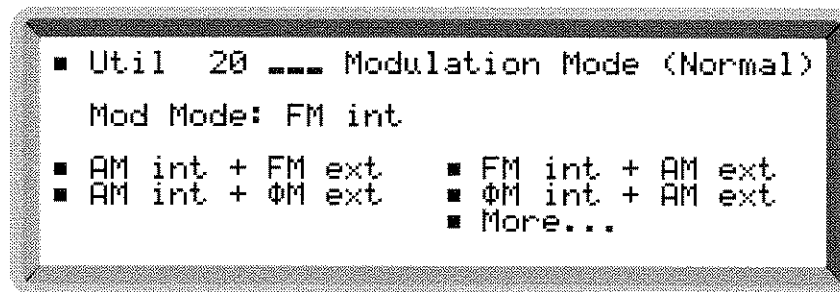 ▪ Util 20 ▂▂▂ Modulation Mode (Normal)
Mod Mode: FM int
▪ AM int + FM ext ▪ FM int + AM ext
▪ AM int + ΦM ext ▪ ΦM int + AM ext
▪ More...